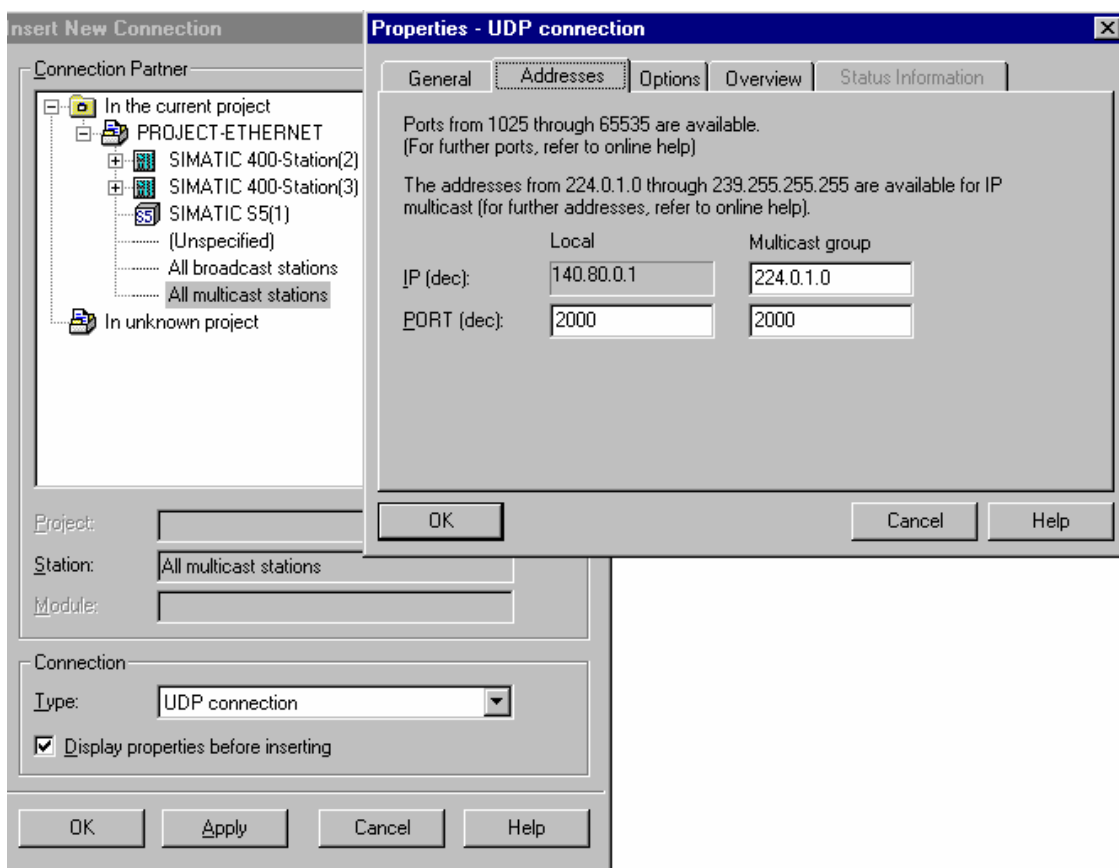 Insert New Connection
Connection Partner
In the current project
PROJECT-ETHERNET
SIMATIC 400-Station(2)
SIMATIC 400-Station(3)
S5 SIMATIC S5(1)
(Unspecified)
All broadcast stations
All multicast stations
In unknown project
Project:
Station: All multicast stations
Module:
Connection
Type: UDP connection
Display properties before inserting
OK Apply Cancel Help
Properties - UDP connection
General Addresses Options Overview Status Information
Ports from 1025 through 65535 are available.
(For further ports, refer to online help)
The addresses from 224.0.1.0 through 239.255.255.255 are available for IP
multicast (for further addresses, refer to online help).
Local Multicast group
IP (dec): 140.80.0.1 224.0.1.0
PORT (dec): 2000 2000
OK Cancel Help